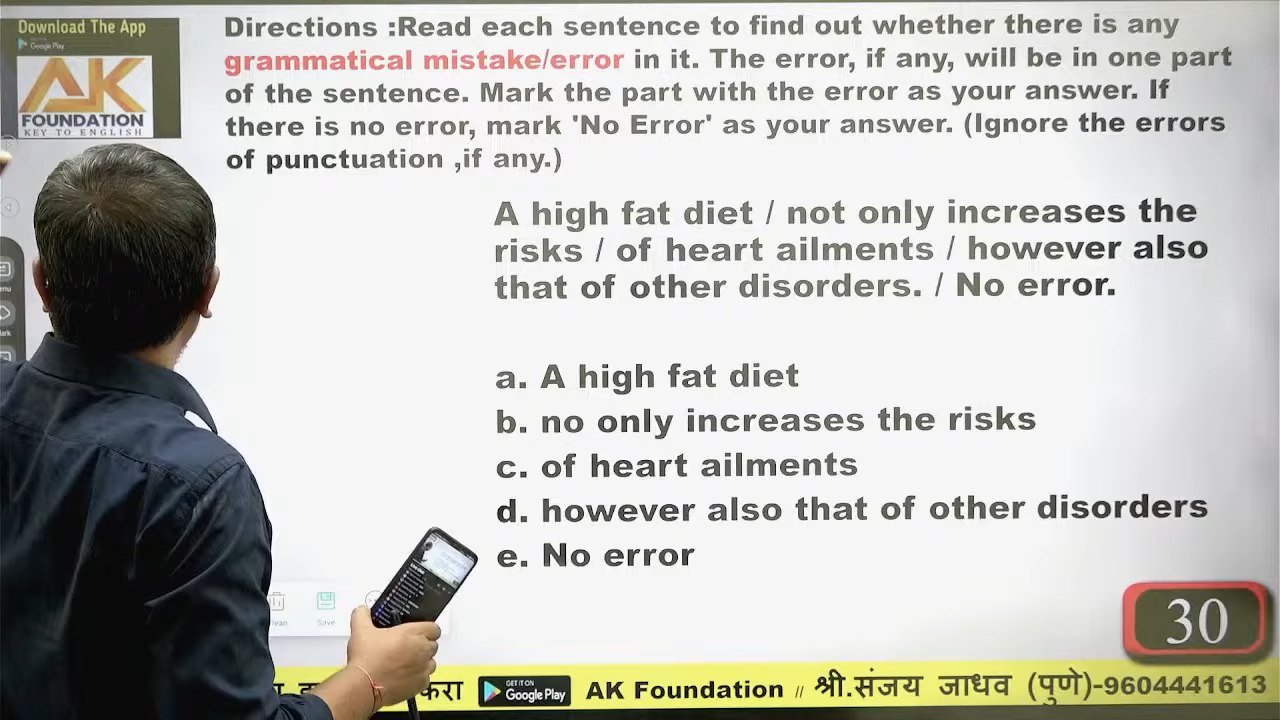 Download The App
Google Play
AK
FOUNDATION
KEY TO ENGLISH
Directions :Read each sentence to find out whether there is any
grammatical mistake/error in it. The error, if any, will be in one part
of the sentence. Mark the part with the error as your answer. If
there is no error, mark 'No Error' as your answer. (Ignore the errors
of punctuation ,if any.)
A high fat diet / not only increases the
risks / of heart ailments / however also
that of other disorders. / No error.
a. A high fat diet
b. no only increases the risks
c. of heart ailments
d. however also that of other disorders
e. No error
Save
30
GET IT ON
Google Play
AK Foundation // श्री.संजय जाधव (पुणे)-9604441613